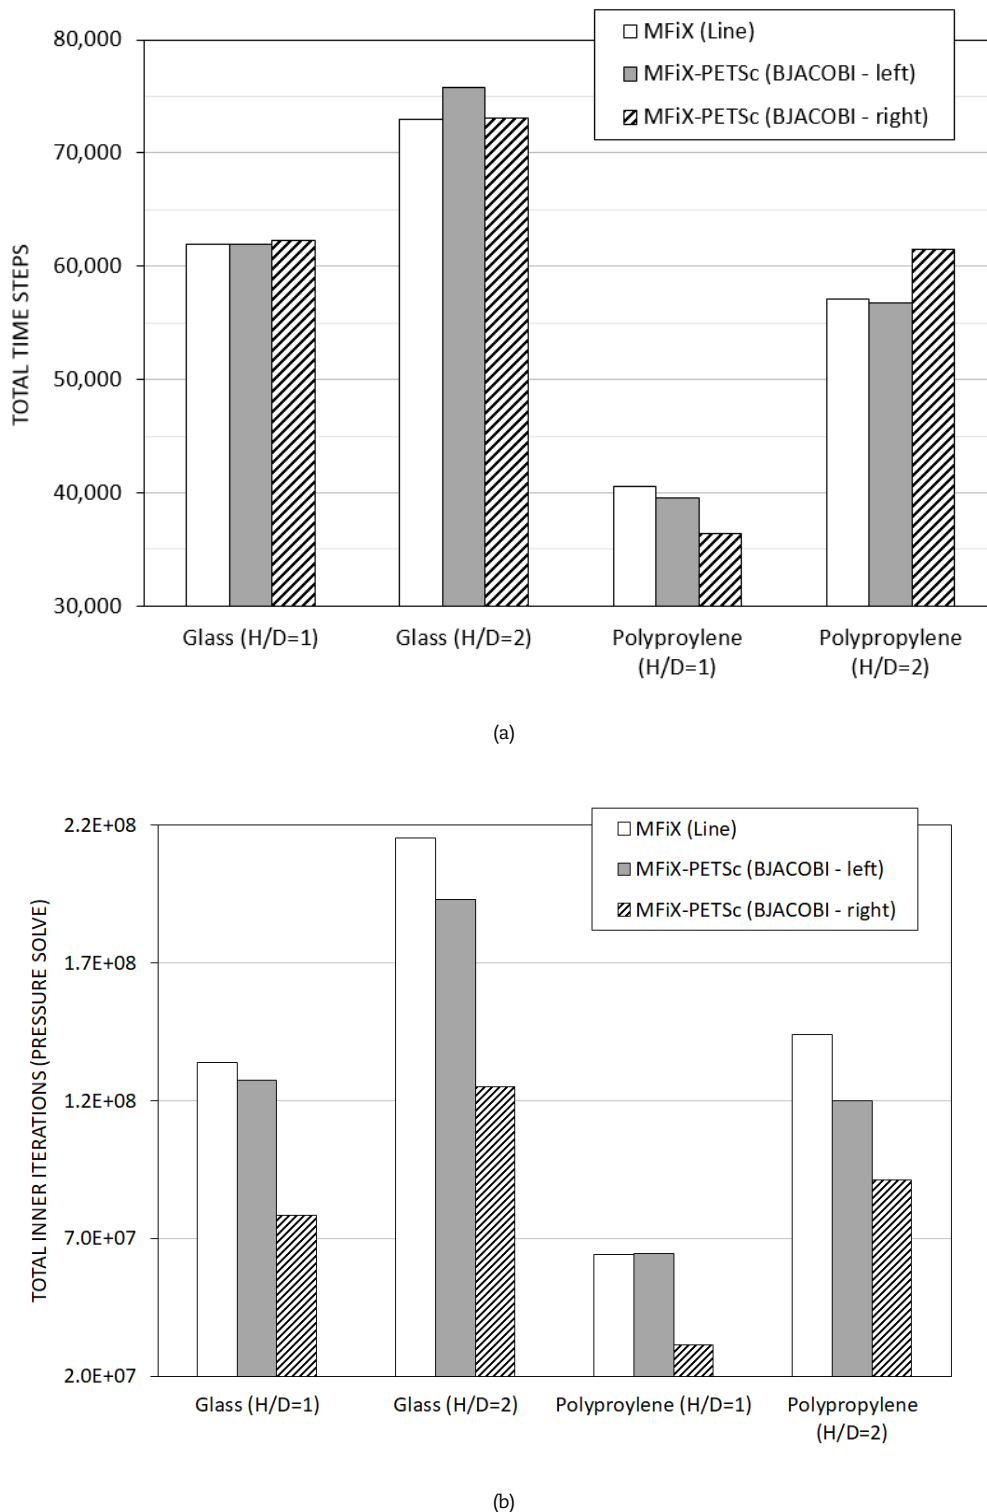 80,000
70,000
60,000
50,000
40,000
30,000
TOTAL TIME STEPS
MFiX (Line)
MFiX-PETSc (BJACOBI - left)
MFiX-PETSc (BJACOBI - right)
Glass (H/D=1)
Glass (H/D=2)
Polyproylene
(H/D=1)
Polypropylene
(H/D=2)
(a)
2.2E+08
1.7E+08
1.2E+08
7.0E+07
2.0E+07
TOTAL INNER ITERATIONS (PRESSURE SOLVE)
MFiX (Line)
MFiX-PETSc (BJACOBI - left)
MFiX-PETSc (BJACOBI - right)
Glass (H/D=1)
Glass (H/D=2)
Polyproylene (H/D=1)
Polypropylene
(H/D=2)
(b)